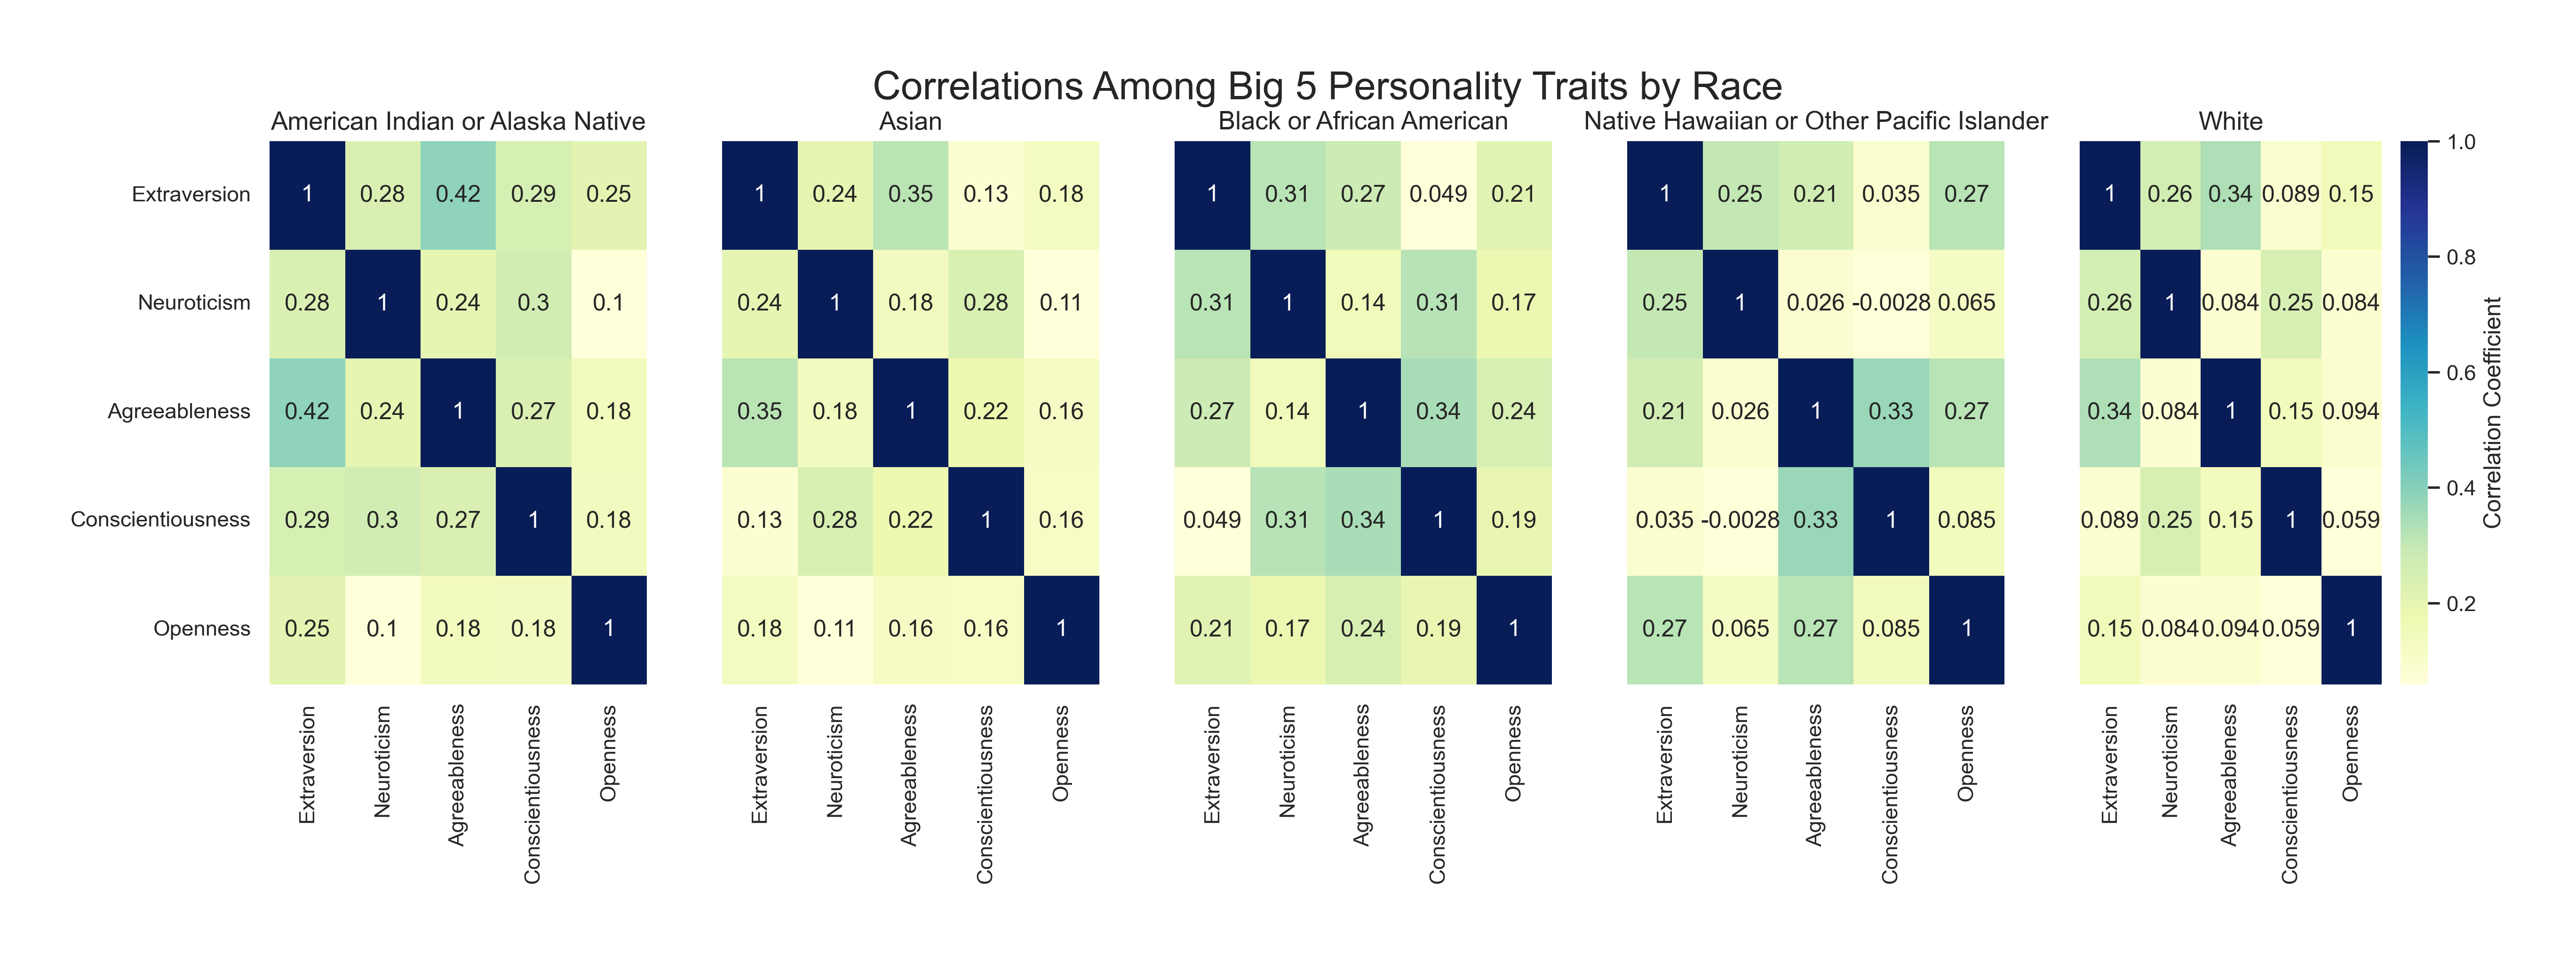 Correlations Among Big 5 Personality Traits by Race
American Indian or Alaska Native Asian Black or African American Native Hawaiian or Other Pacific Islander White
Extraversion 1 0.28 0.42 0.29 0.25 1 0.24 0.35 0.13 0.18 1 0.31 0.27 0.049 0.21 1 0.25 0.21 0.035 0.27 1 0.26 0.34 0.089 0.15
Neuroticism 0.28 1 0.24 0.3 0.1 0.24 1 0.18 0.28 0.11 0.31 1 0.14 0.31 0.17 0.25 1 0.026 -0.0028 0.065 0.26 1 0.084 0.25 0.084
Agreeableness 0.42 0.24 1 0.27 0.18 0.35 0.18 1 0.22 0.16 0.27 0.14 1 0.34 0.24 0.21 0.026 1 0.33 0.27 0.34 0.084 1 0.15 0.094
Conscientiousness 0.29 0.3 0.27 1 0.18 0.13 0.28 0.22 1 0.16 0.049 0.31 0.34 1 0.19 0.035 -0.0028 0.33 1 0.085 0.089 0.25 0.15 1 0.059
Openness 0.25 0.1 0.18 0.18 1 0.18 0.11 0.16 0.16 1 0.21 0.17 0.24 0.19 1 0.27 0.065 0.27 0.085 1 0.15 0.084 0.094 0.059 1
Extraversion Neuroticism Agreeableness Conscientiousness Openness Extraversion Neuroticism Agreeableness Conscientiousness Openness Extraversion Neuroticism Agreeableness Conscientiousness Openness Extraversion Neuroticism Agreeableness Conscientiousness Openness Extraversion Neuroticism Agreeableness Conscientiousness Openness
1.0
0.8
0.6
0.4
0.2
Correlation Coefficient